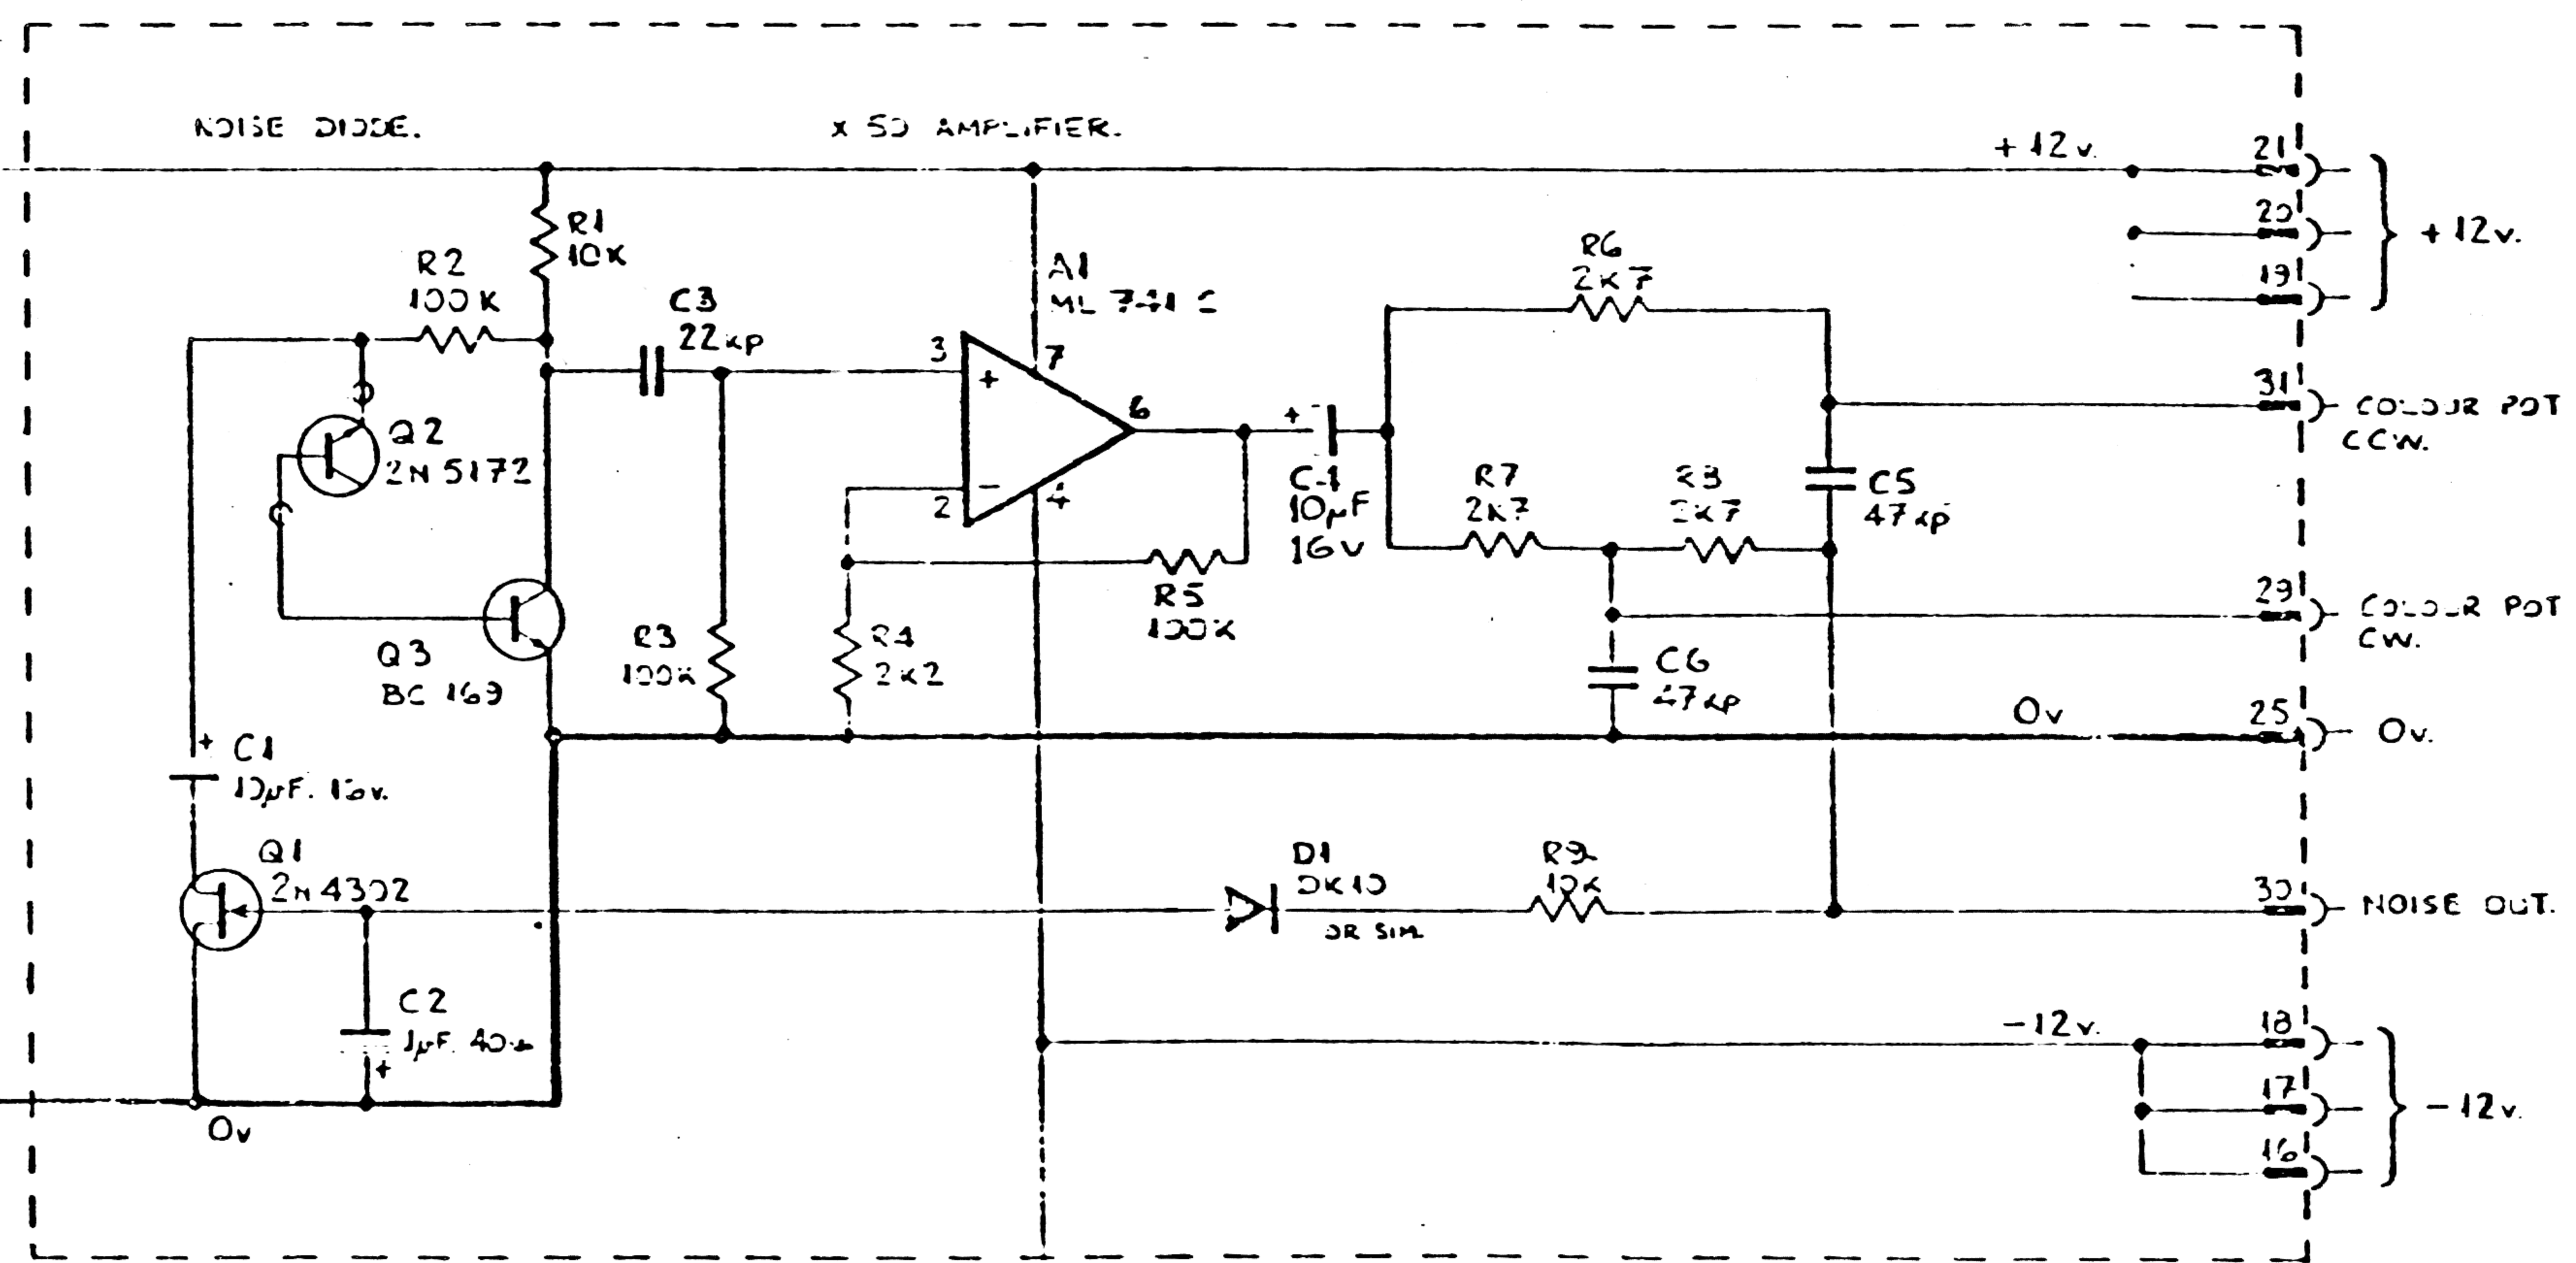 NOISE DIODE.
x 50 AMPLIFIER.
+12v.
21
20
19
+12v.
R1
10K
R2
100K
C3
22Kp
A1
ML 741 C
3
+
7
6
2
-
4
Q2
2N 5172
Q3
BC 169
R3
100K
R4
2K2
R5
100K
+
C4
10µF
16v
R6
2K7
R7
2K7
R8
2K7
C5
47Kp
C6
47Kp
31
COLOUR POT
CCW.
29
COLOUR POT
CW.
0v
25
0v.
+
C1
10µF. 16v.
Q1
2N 4302
C2
1µF. 40v
+
0v
D1
OR SIM
R9
10K
30
NOISE OUT.
-12v.
18
17
16
-12v.